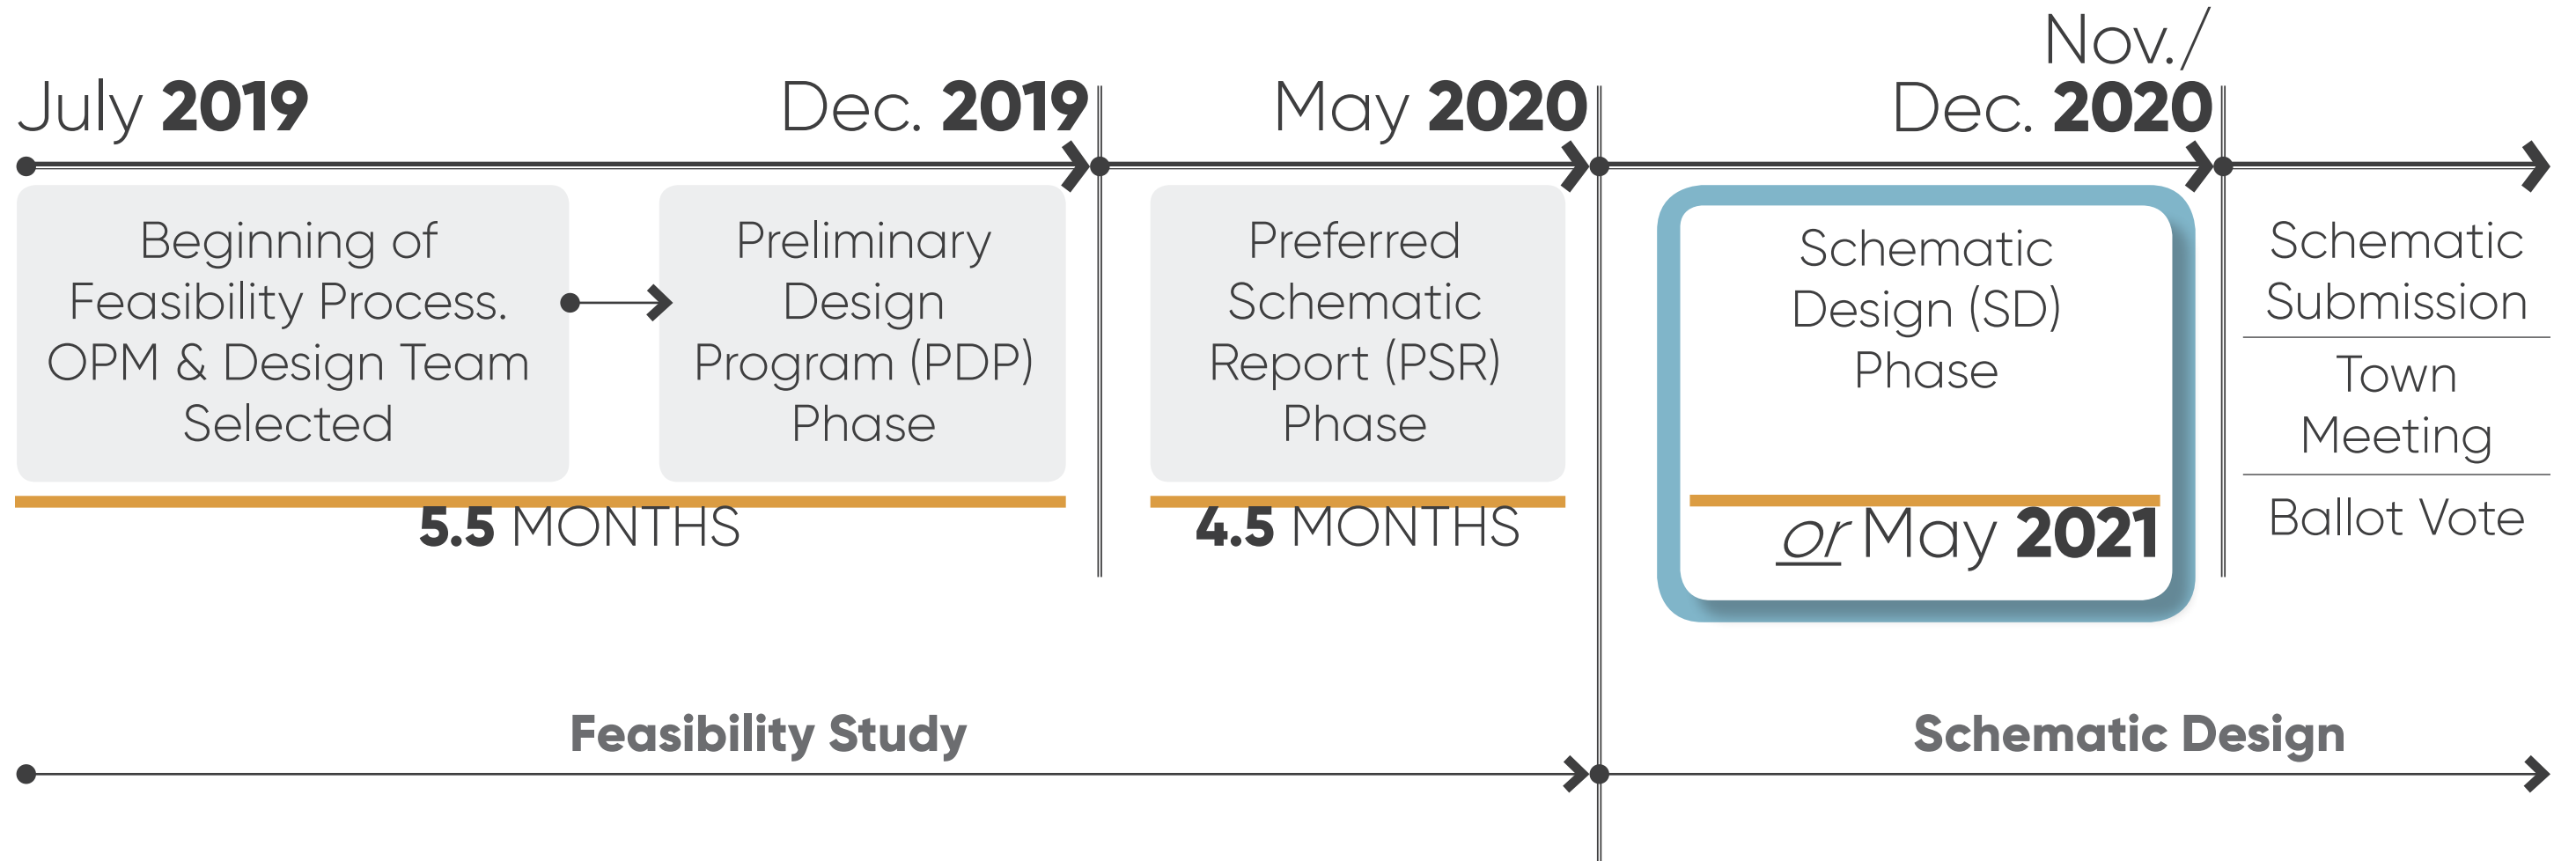 July 2019
Dec. 2019
May 2020
Nov./
Dec. 2020
Beginning of
Feasibility Process.
OPM & Design Team
Selected
Preliminary
Design
Program (PDP)
Phase
5.5 MONTHS
Preferred
Schematic
Report (PSR)
Phase
4.5 MONTHS
Schematic
Design (SD)
Phase
or May 2021
Schematic
Submission
Town
Meeting
Ballot Vote
Feasibility Study
Schematic Design